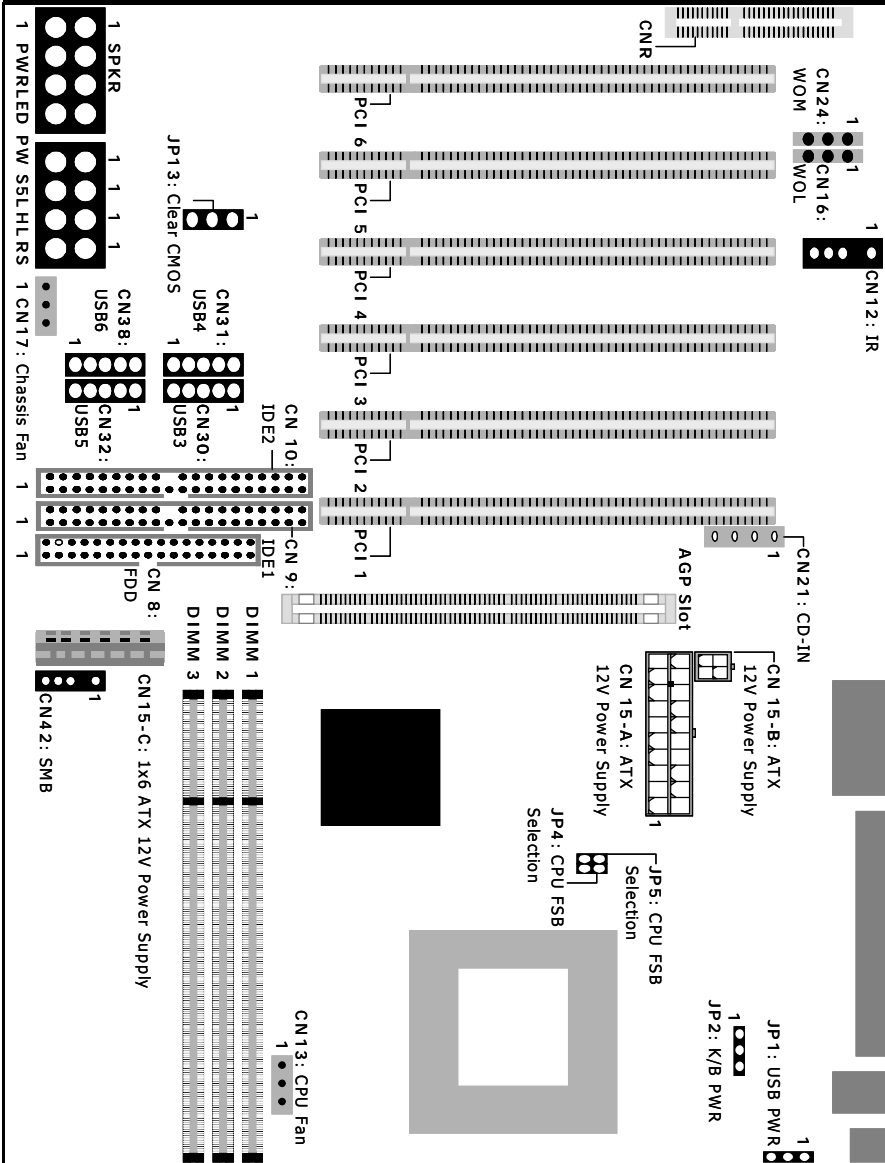 CNR
1
SPKR
1 PWRLED
PW S5LHLRS
1
1
1
1
JP13: Clear CMOS
1
PCI 6
PCI 5
PCI 4
PCI 3
PCI 2
PCI 1
CN24:
WOM
1
CN16:
WOL
1
1
CN12: IR
1 CN17: Chassis Fan
CN38:
USB6
1
CN31:
USB4
1
CN32:
USB5
1
CN30:
USB3
1
CN 10:
IDE2
1
CN 9:
IDE1
1
CN 8:
FDD
1
CN21: CD-IN
1
AGP Slot
DIMM 3
DIMM 2
DIMM 1
CN15-C: 1x6 ATX 12V Power Supply
CN42: SMB
1
CN 15-A: ATX
12V Power Supply
1
CN 15-B: ATX
12V Power Supply
JP4: CPU FSB
Selection
JP5: CPU FSB
Selection
CN13: CPU Fan
1
JP2: K/B PWR
1
JP1: USB PWR
1